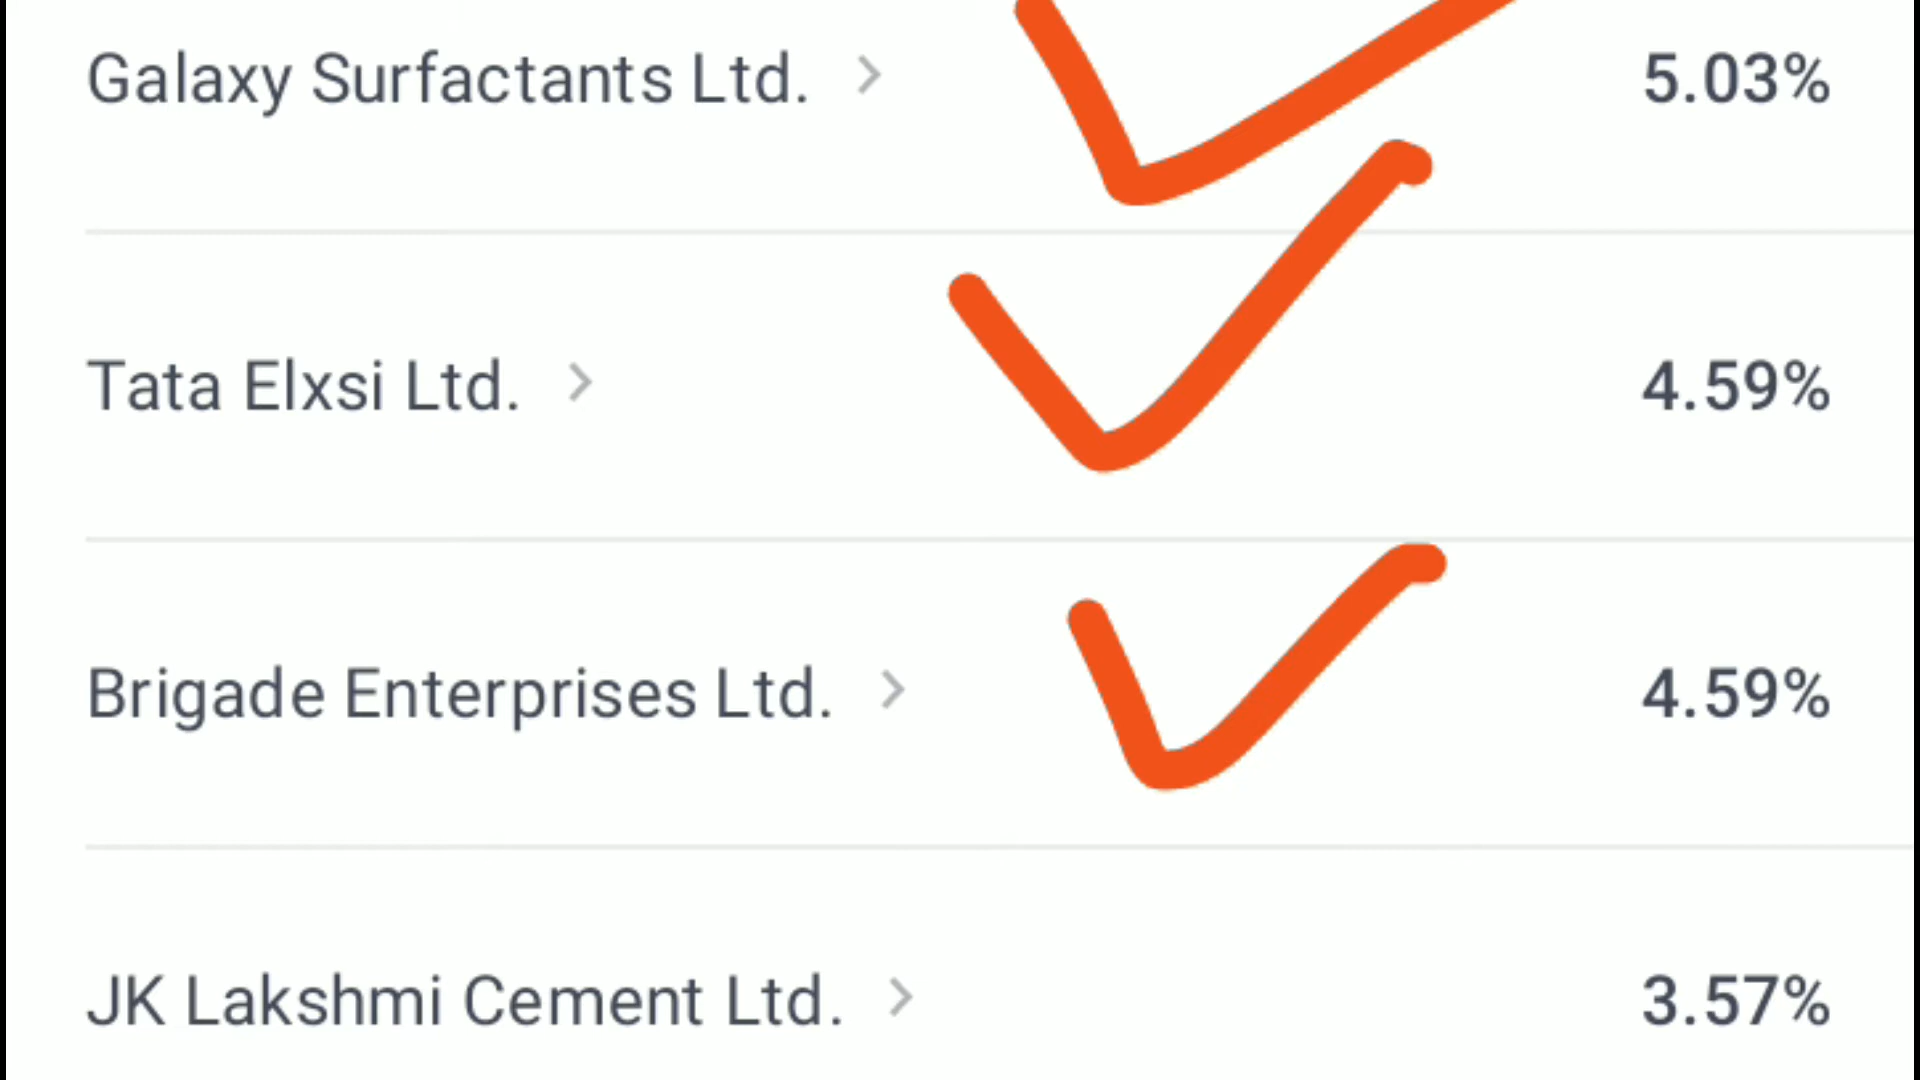 Galaxy Surfactants Ltd. > 5.03%
Tata Elxsi Ltd. > 4.59%
Brigade Enterprises Ltd. > 4.59%
JK Lakshmi Cement Ltd. > 3.57%